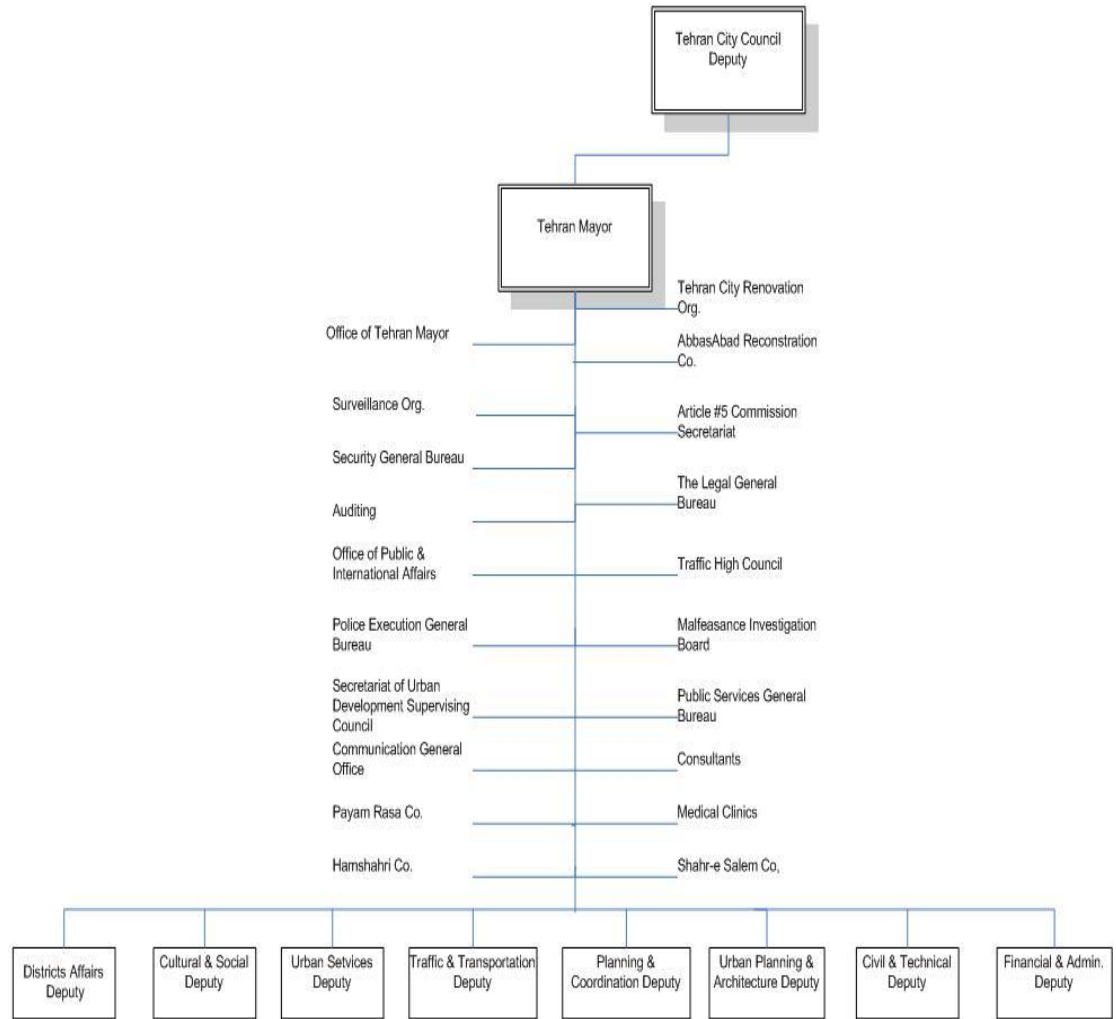 Tehran City Council
Deputy
Tehran Mayor
Tehran City Renovation
Org.
Office of Tehran Mayor
AbbasAbad Reconstration
Co.
Surveillance Org.
Article #5 Commission
Secretariat
Security General Bureau
The Legal General
Bureau
Auditing
Office of Public &
International Affairs
Traffic High Council
Police Execution General
Bureau
Malfeasance Investigation
Board
Secretariat of Urban
Development Supervising
Council
Public Services General
Bureau
Communication General
Office
Consultants
Payam Rasa Co.
Medical Clinics
Hamshahri Co.
Shahr-e Salem Co,
Districts Affairs
Deputy
Cultural & Social
Deputy
Urban Setvices
Deputy
Traffic & Transportation
Deputy
Planning &
Coordination Deputy
Urban Planning &
Architecture Deputy
Civil & Technical
Deputy
Financial & Admin.
Deputy